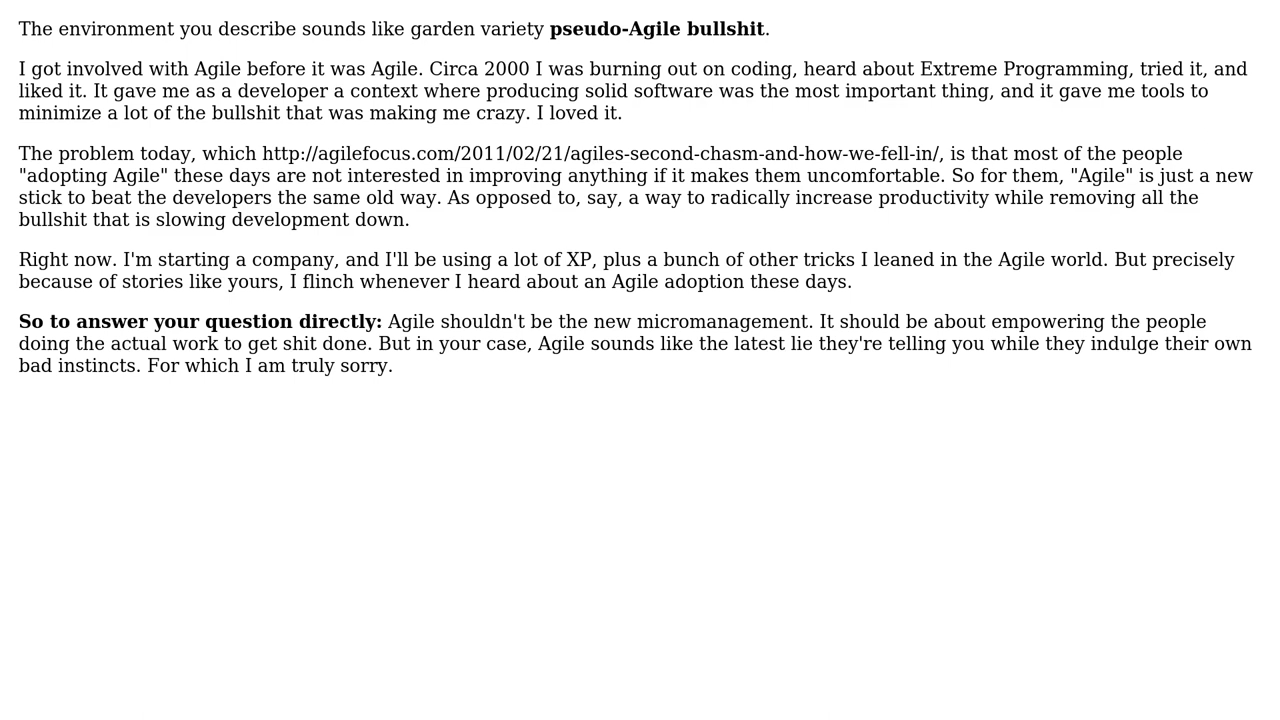 The environment you describe sounds like garden variety pseudo-Agile bullshit.
I got involved with Agile before it was Agile. Circa 2000 I was burning out on coding, heard about Extreme Programming, tried it, and
liked it. It gave me as a developer a context where producing solid software was the most important thing, and it gave me tools to
minimize a lot of the bullshit that was making me crazy. I loved it.
The problem today, which http://agilefocus.com/2011/02/21/agiles-second-chasm-and-how-we-fell-in/, is that most of the people
"adopting Agile" these days are not interested in improving anything if it makes them uncomfortable. So for them, "Agile" is just a new
stick to beat the developers the same old way. As opposed to, say, a way to radically increase productivity while removing all the
bullshit that is slowing development down.
Right now. I'm starting a company, and I'll be using a lot of XP, plus a bunch of other tricks I leaned in the Agile world. But precisely
because of stories like yours, I flinch whenever I heard about an Agile adoption these days.
So to answer your question directly: Agile shouldn't be the new micromanagement. It should be about empowering the people
doing the actual work to get shit done. But in your case, Agile sounds like the latest lie they're telling you while they indulge their own
bad instincts. For which I am truly sorry.